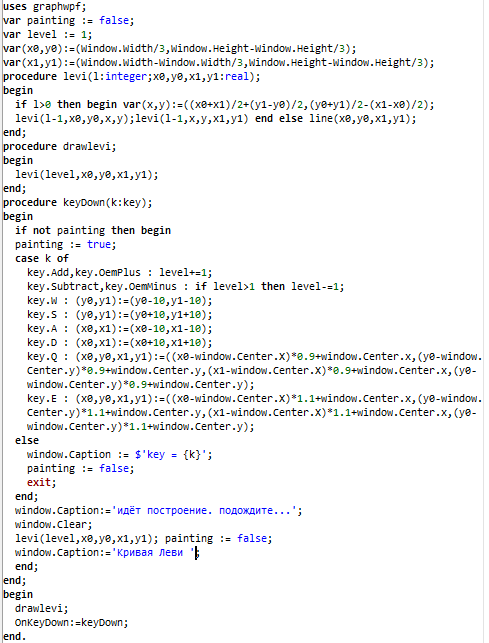 uses graphwpf;
var painting := false;
var level := 1;
var(x0,y0):=(Window.Width/3,Window.Height-Window.Height/3);
var(x1,y1):=(Window.Width-Window.Width/3,Window.Height-Window.Height/3);
procedure levi(l:integer;x0,y0,x1,y1:real);
begin
if l>0 then begin var(x,y):=((x0+x1)/2+(y1-y0)/2,(y0+y1)/2-(x1-x0)/2);
levi(l-1,x0,y0,x,y);levi(l-1,x,y,x1,y1) end else line(x0,y0,x1,y1);
end;
procedure drawlevi;
begin
levi(level,x0,y0,x1,y1);
end;
procedure keyDown(k:key);
begin
if not painting then begin
painting := true;
case k of
key.Add,key.OemPlus : level+=1;
key.Subtract,key.OemMinus : if level>1 then level-=1;
key.W : (y0,y1):=(y0-10,y1-10);
key.S : (y0,y1):=(y0+10,y1+10);
key.A : (x0,x1):=(x0-10,x1-10);
key.D : (x0,x1):=(x0+10,x1+10);
key.Q : (x0,y0,x1,y1):=((x0-window.Center.X)*0.9+window.Center.x,(y0-window.
Center.y)*0.9+window.Center.y,(x1-window.Center.X)*0.9+window.Center.x,(y0-
window.Center.y)*0.9+window.Center.y);
key.E : (x0,y0,x1,y1):=((x0-window.Center.X)*1.1+window.Center.x,(y0-window.
Center.y)*1.1+window.Center.y,(x1-window.Center.X)*1.1+window.Center.x,(y0-
window.Center.y)*1.1+window.Center.y);
else
window.Caption := $'key = {k}';
painting := false;
exit;
end;
window.Caption:='идёт построение. подождите...';
window.Clear;
levi(level,x0,y0,x1,y1); painting := false;
window.Caption:='Кривая Леви ';
end;
end;
begin
drawlevi;
OnKeyDown:=keyDown;
end.